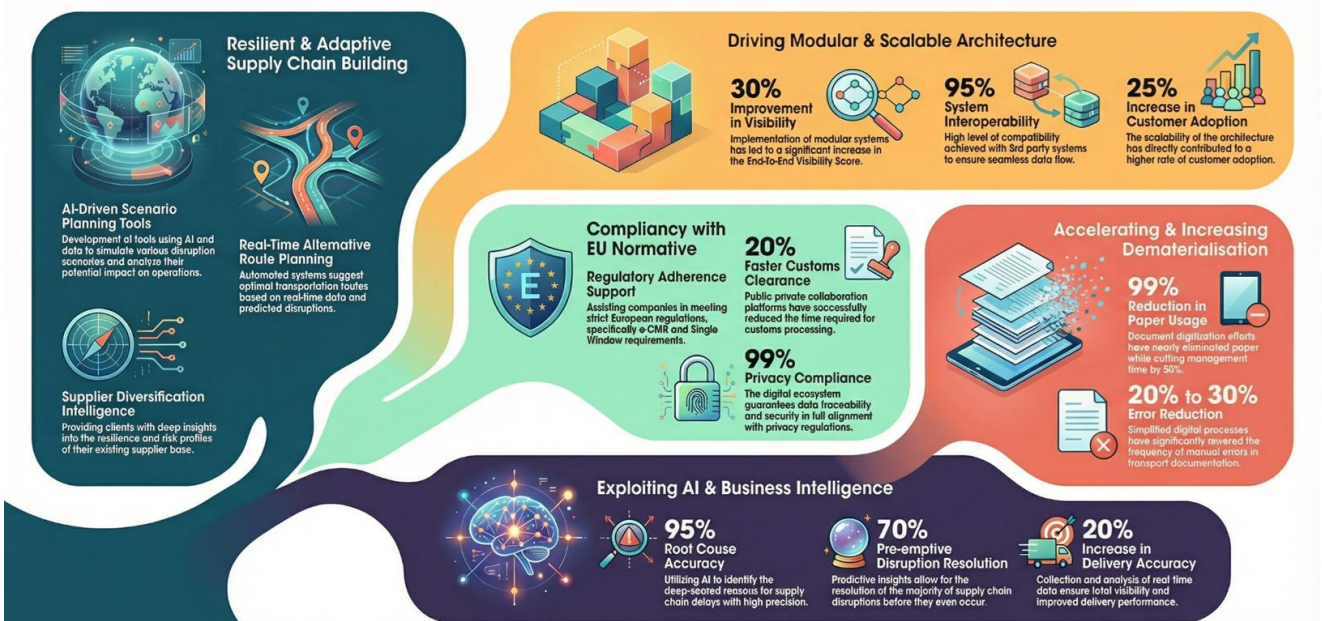 Resilient & Adaptive
Supply Chain Building
AI-Driven Scenario
Planning Tools
Development of tools using AI and
data to simulate various disruption
scenories and analyze their
potential impact on operations.
Real-Time Alternative
Route Planning
Automated systems suggest
optimal transportation toutes
based on real-time data and
predicted disruptions.
Supplier Diversification
Intelligence
Providing clients with deep insights
into the resilience and risk profiles
of their existing supplier base.
Driving Modular & Scalable Architecture
30%
Improvement
in Visibility
Implementation of modular systems
has led to a significant increase in
the End-To-End Visibility Score.
95%
System
Interoperability
High level of compatibility
achieved with 3rd party systems
to ensure seamless data flow.
25%
Increase in
Customer Adoption
The scalability of the architecture
has directly contributed to a
higher rate of customer adoption.
Compliancy with
EU Normative
E
Regulatory Adherence
Support
Assisting companies in meeting
strict European regulations,
specifically e-CMR and Single
Window requirements.
20%
Faster Customs
Clearance
Public private collaboration
platforms have successfully
reduced the time required for
customs processing.
99%
Privacy Compliance
The digital ecosystem
guarantees data traceability
and security in full alignment
with privacy regulations.
Accelerating & Increasing
Dematerialisation
99%
Reduction in
Paper Usage
Document digitization efforts
have nearly eliminated paper
while cutting management
time by 50%.
20% to 30%
Error Reduction
Simplified digital processes
have significantly the
frequency of manual errors in
transport documentation.
Exploiting AI & Business Intelligence
95%
Root Couse
Accuracy
Utilizing AI to identify the
deep-seored reasons for supply
chain delays with high precision.
70%
Pre-emptive
Disruption Resolution
Predictive insights allow for the
resolution of the majority of supply chain
disruptions before they even occur.
20%
Increase in
Delivery Accuracy
Collection and analysis of real time
data ensure total visibility and
improved delivery performance.